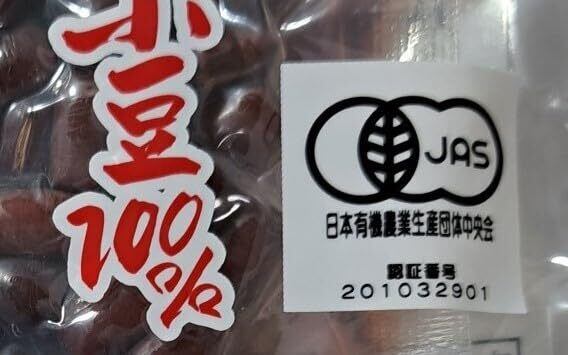 豆
100%
JAS
日本有機農業生産団体中央会
認証番号
201032901